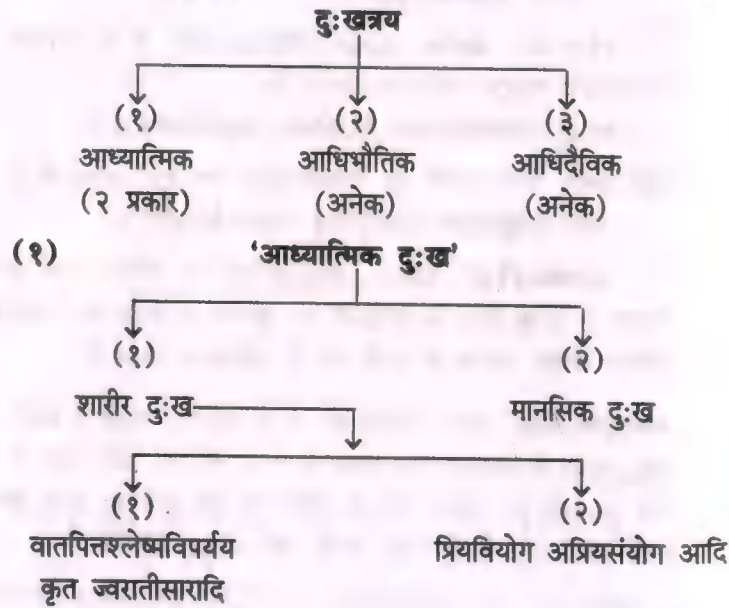 दुःखत्रय
(१) (२) (३)
आध्यात्मिक आधिभौतिक आधिदैविक
(२ प्रकार) (अनेक) (अनेक)
(१) ‘आध्यात्मिक दुःख’
(१) (२)
शारीर दुःख मानसिक दुःख
(१) (२)
वातपित्तश्लेष्मविपर्यय प्रियवियोग अप्रियसंयोग आदि
कृत ज्वरातीसारादि